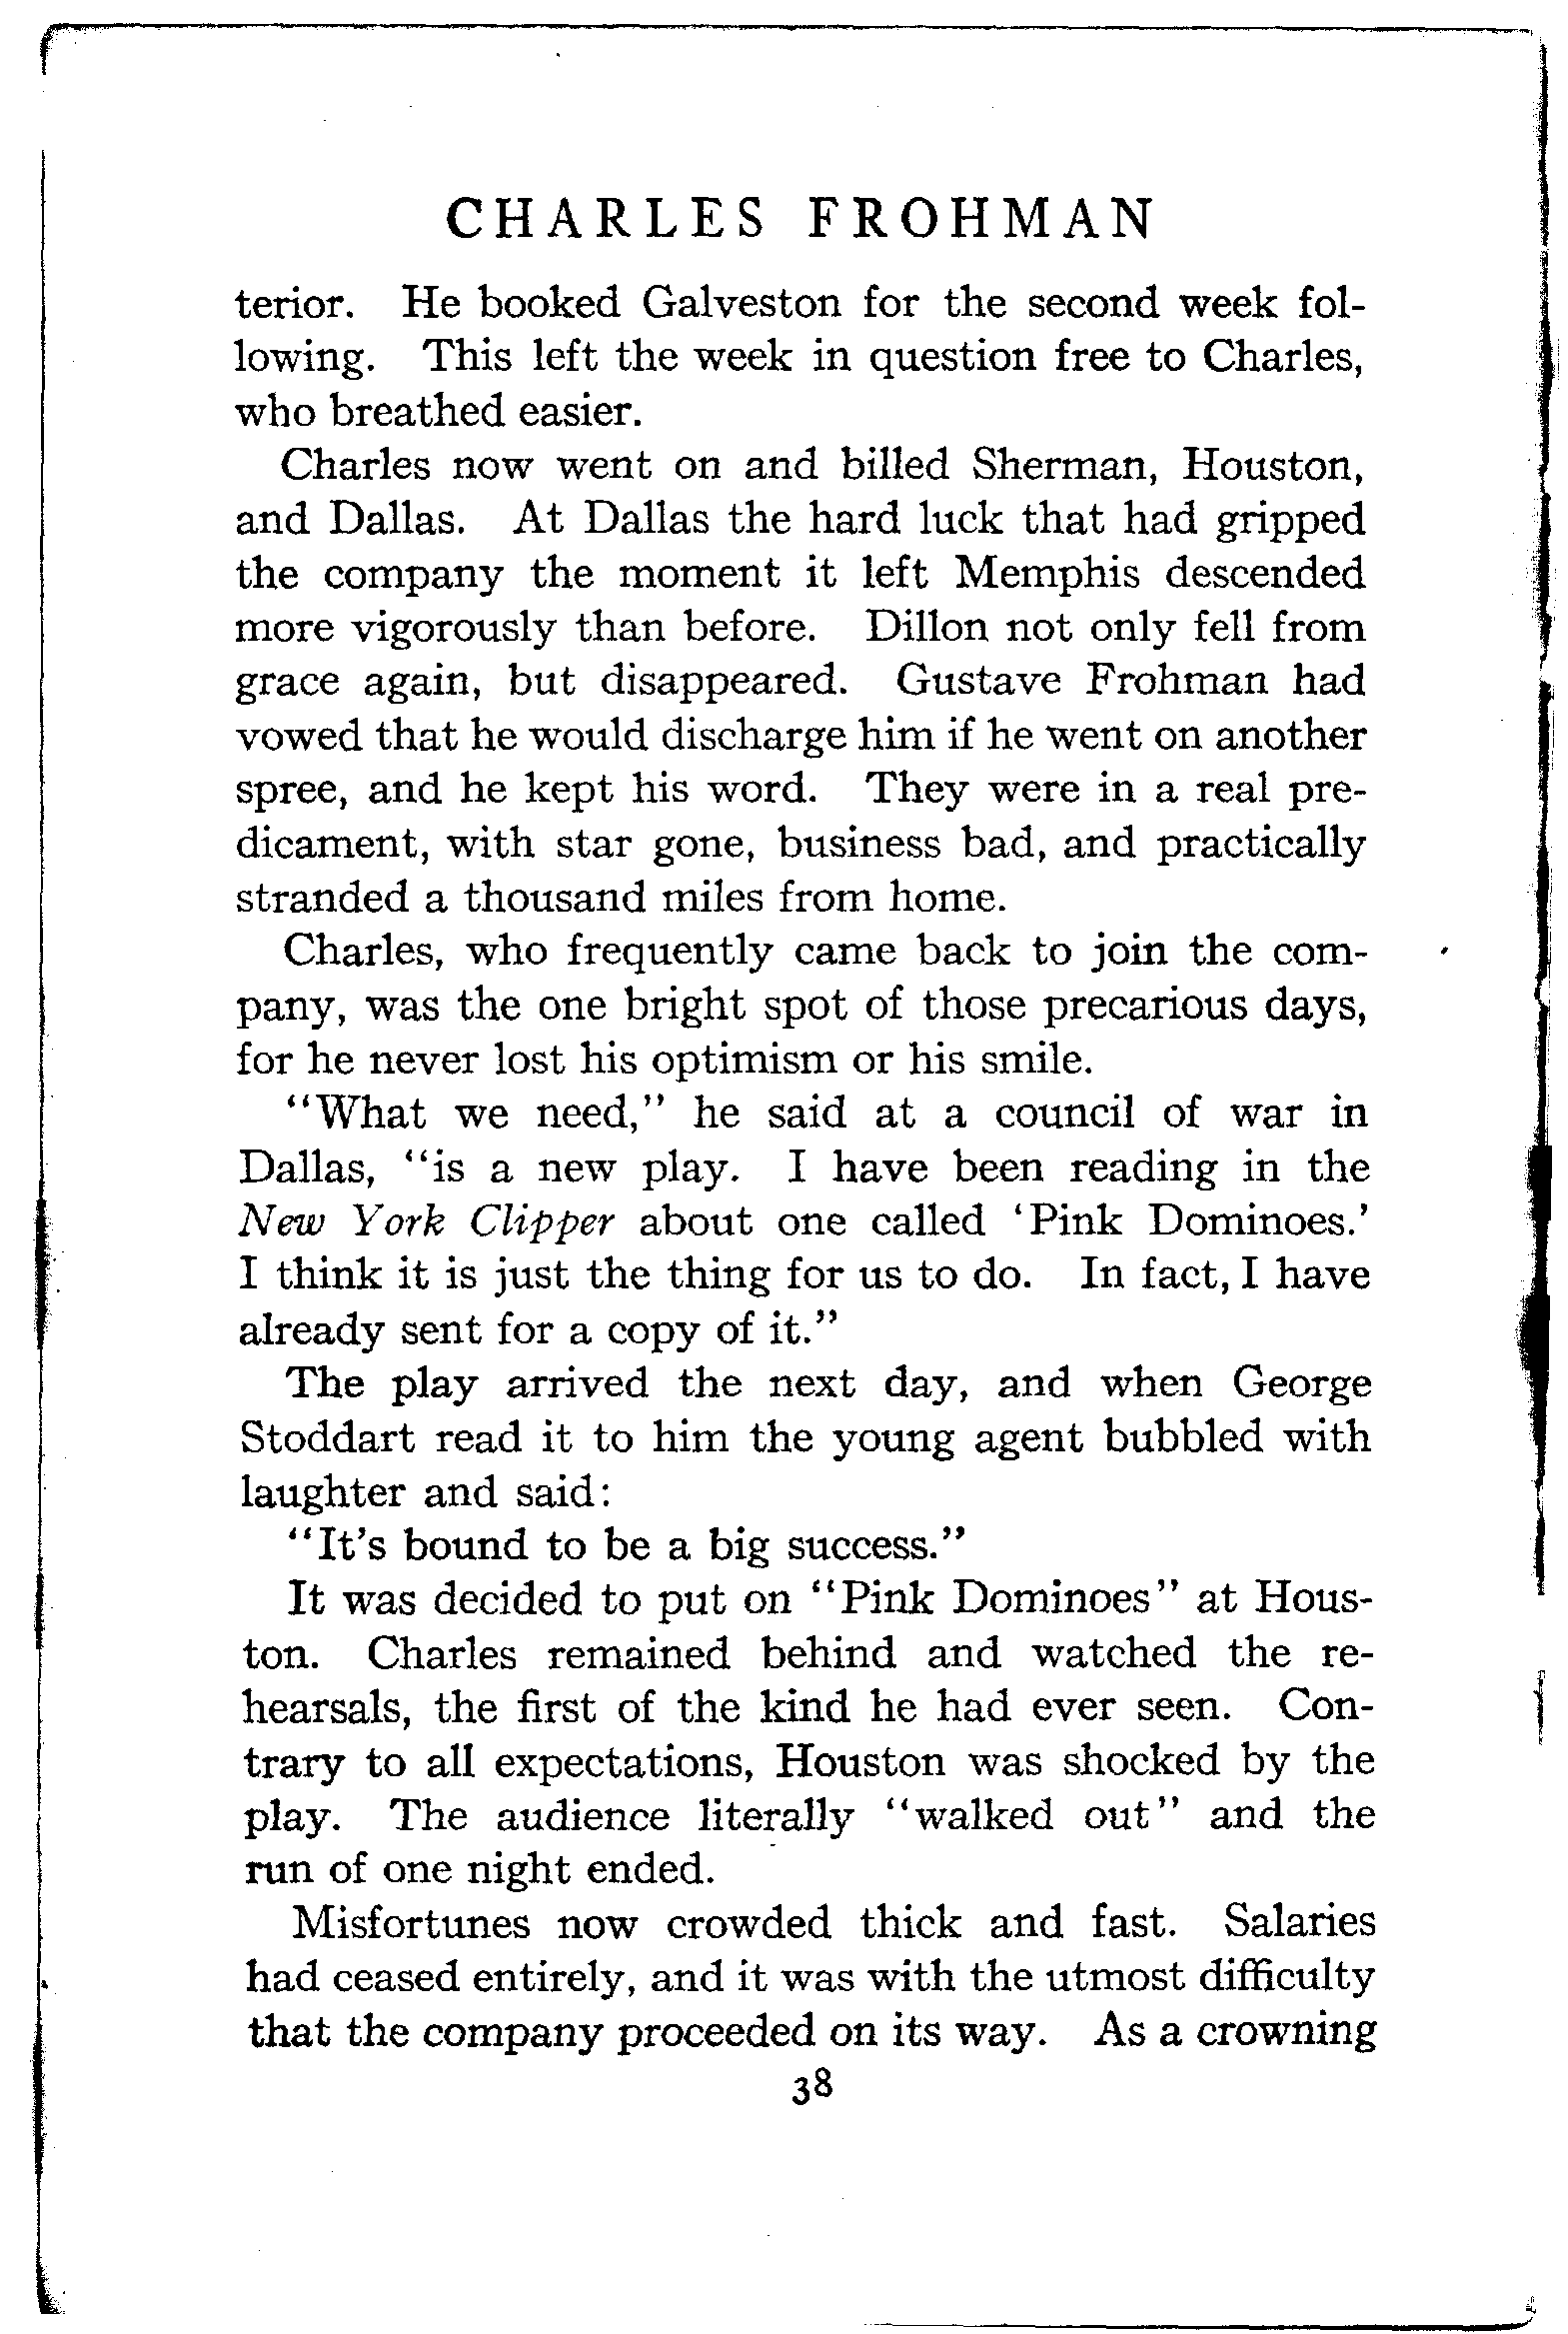 CHARLES FROHMAN
terior. He booked Galveston for the second week fol-
lowing. This left the week in question free to Charles,
who breathed easier.
Charles now went on and billed Sherman, Houston,
and Dallas. At Dallas the hard luck that had gripped
the company the moment it left Memphis descended
more vigorously than before. Dillon not only fell from
grace again, but disappeared. Gustave Frohman had
vowed that he would discharge him if he went on another
spree, and he kept his word. They were in a real pre-
dicament, with star gone, business bad, and practically
stranded a thousand miles from home.
Charles, who frequently came back to join the com-
pany, was the one bright spot of those precarious days,
for he never lost his optimism or his smile.
"What we need," he said at a council of war in
Dallas, "is a new play. I have been reading in the
New York Clipper about one called 'Pink Dominoes.'
I think it is just the thing for us to do. In fact, I have
already sent for a copy of it."
The play arrived the next day, and when George
Stoddart read it to him the young agent bubbled with
laughter and said:
"It's bound to be a big success."
It was decided to put on "Pink Dominoes" at Hous-
ton. Charles remained behind and watched the re-
hearsals, the first of the kind he had ever seen. Con-
trary to all expectations, Houston was shocked by the
play. The audience literally "walked out" and the
run of one night ended.
Misfortunes now crowded thick and fast. Salaries
had ceased entirely, and it was with the utmost difficulty
that the company proceeded on its way. As a crowning
38